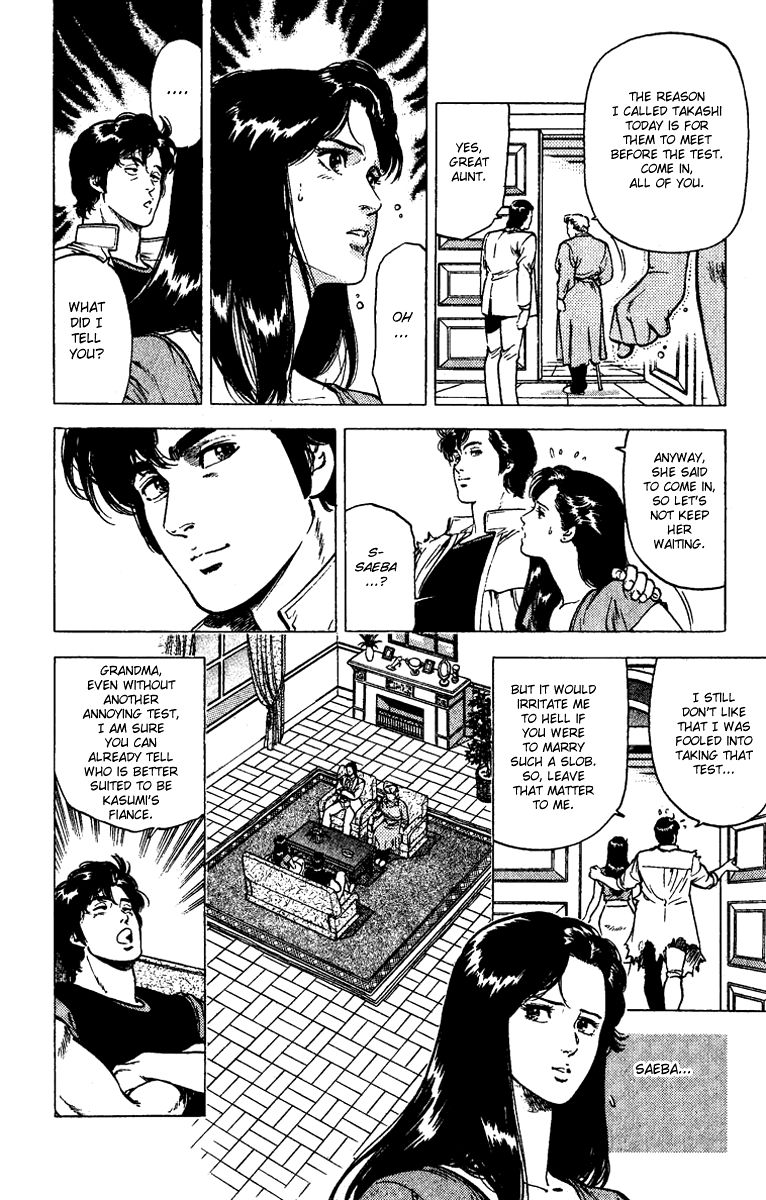 THE REASON
I CALLED TAKASHI
TODAY IS FOR
THEM TO MEET
BEFORE THE TEST.
COME IN,
ALL OF YOU.
YES,
GREAT
AUNT.
OH
...
....
WHAT
DID I
TELL
YOU?
ANYWAY,
SHE SAID
TO COME IN,
SO LET'S
NOT KEEP
HER
WAITING.
S-
SAEBA
...?
I STILL
DON'T LIKE
THAT I WAS
FOOLED INTO
TAKING THAT
TEST...
BUT IT WOULD
IRRITATE ME
TO HELL IF
YOU WERE
TO MARRY
SUCH A SLOB.
SO, LEAVE
THAT MATTER
TO ME.
SAEBA...
GRANDMA,
EVEN WITHOUT
ANOTHER
ANNOYING TEST,
I AM SURE
YOU CAN
ALREADY TELL
WHO IS BETTER
SUITED TO BE
KASUMI'S
FIANCE.